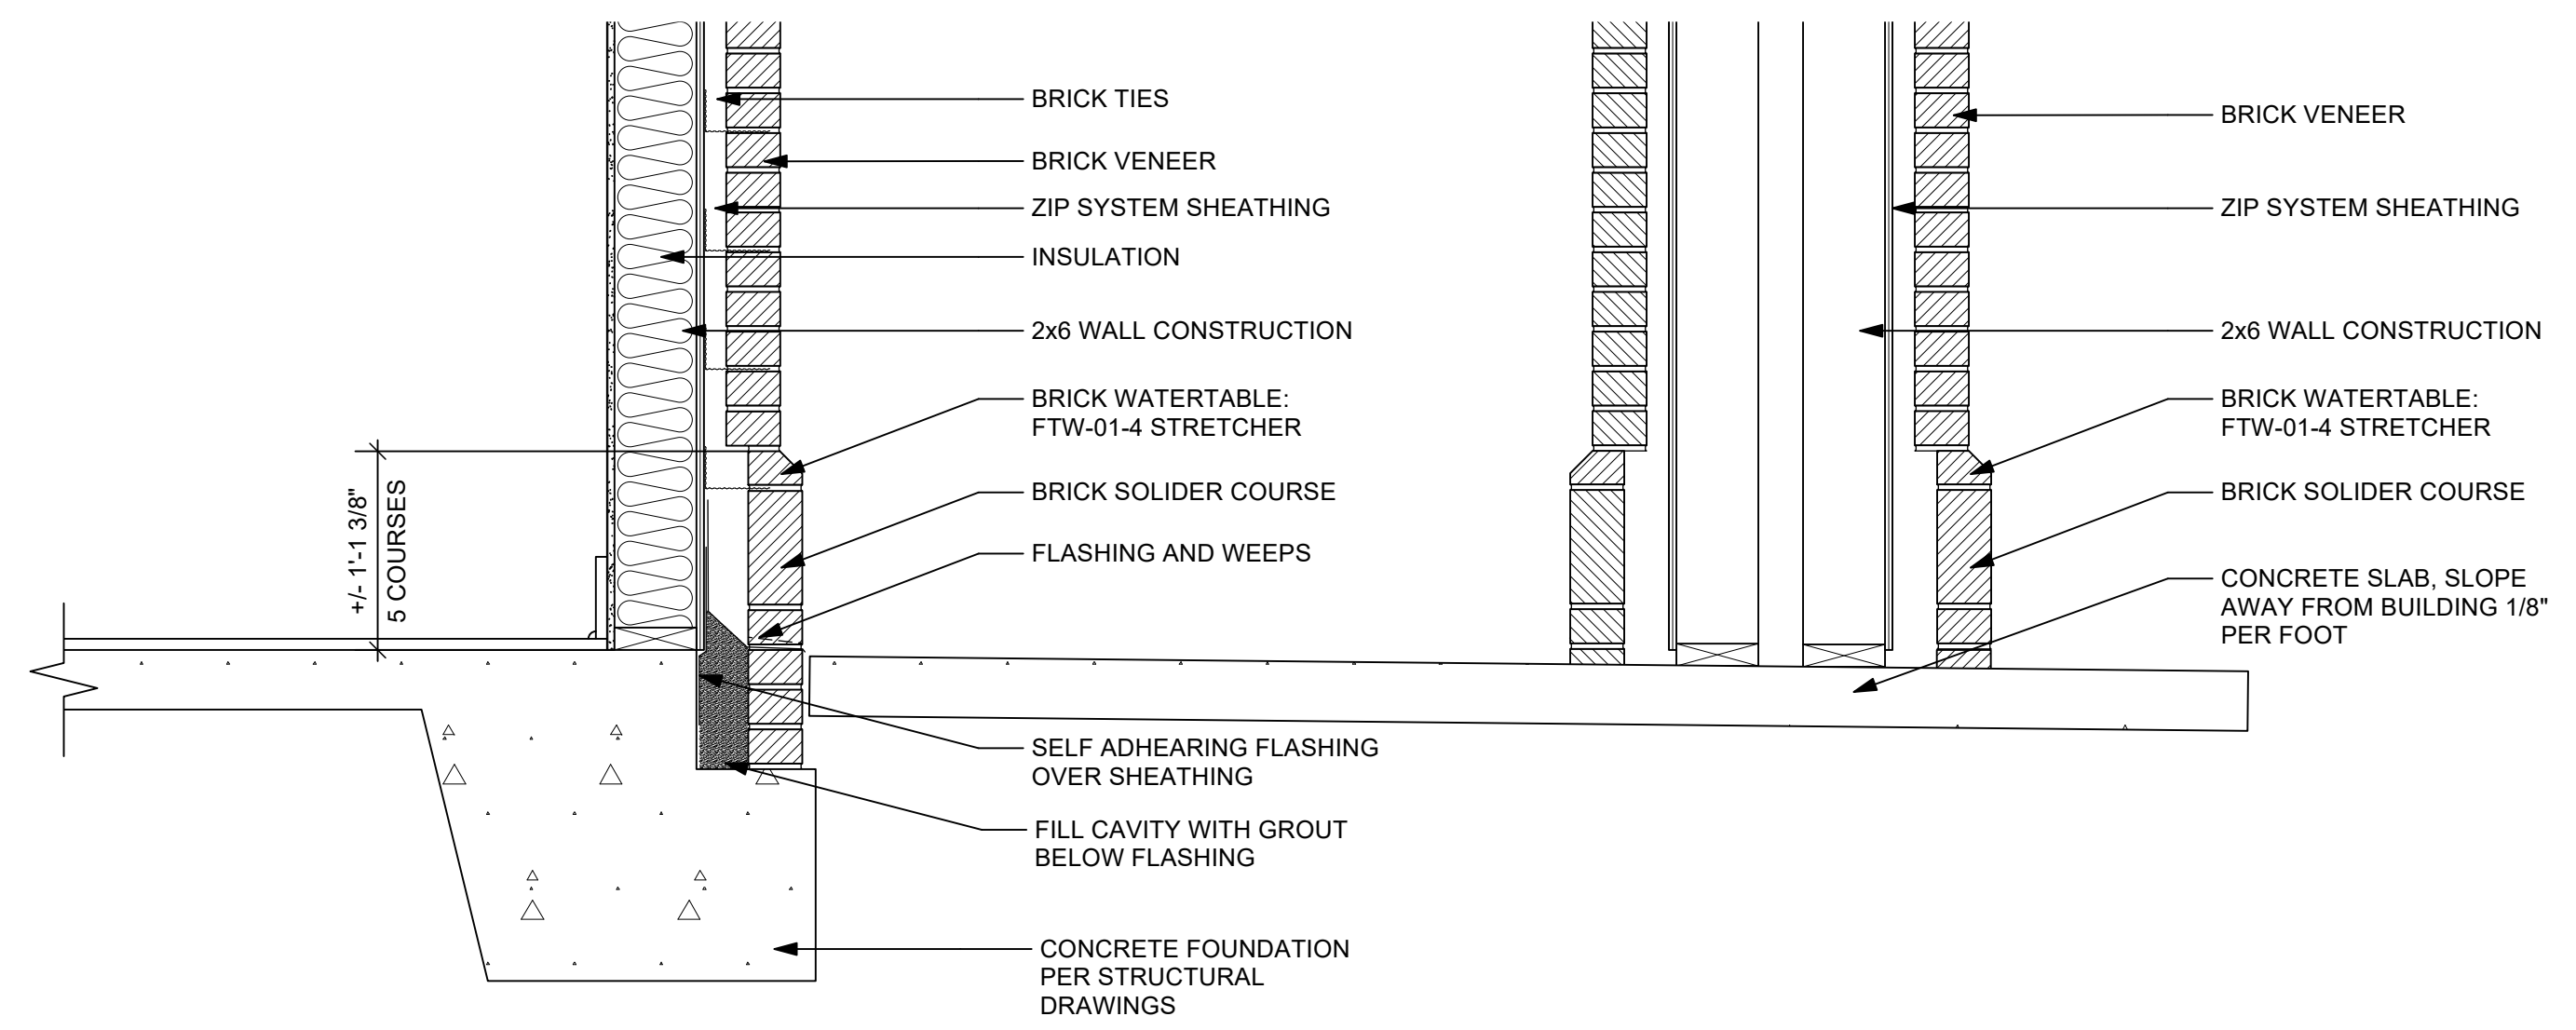 BRICK TIES
BRICK VENEER
ZIP SYSTEM SHEATHING
INSULATION
2x6 WALL CONSTRUCTION
BRICK WATERTABLE:
FTW-01-4 STRETCHER
BRICK SOLIDER COURSE
FLASHING AND WEEPS
+/- 1'-1 3/8"
5 COURSES
SELF ADHEARING FLASHING
OVER SHEATHING
FILL CAVITY WITH GROUT
BELOW FLASHING
CONCRETE FOUNDATION
PER STRUCTURAL
DRAWINGS
BRICK VENEER
ZIP SYSTEM SHEATHING
2x6 WALL CONSTRUCTION
BRICK WATERTABLE:
FTW-01-4 STRETCHER
BRICK SOLIDER COURSE
CONCRETE SLAB, SLOPE
AWAY FROM BUILDING 1/8"
PER FOOT